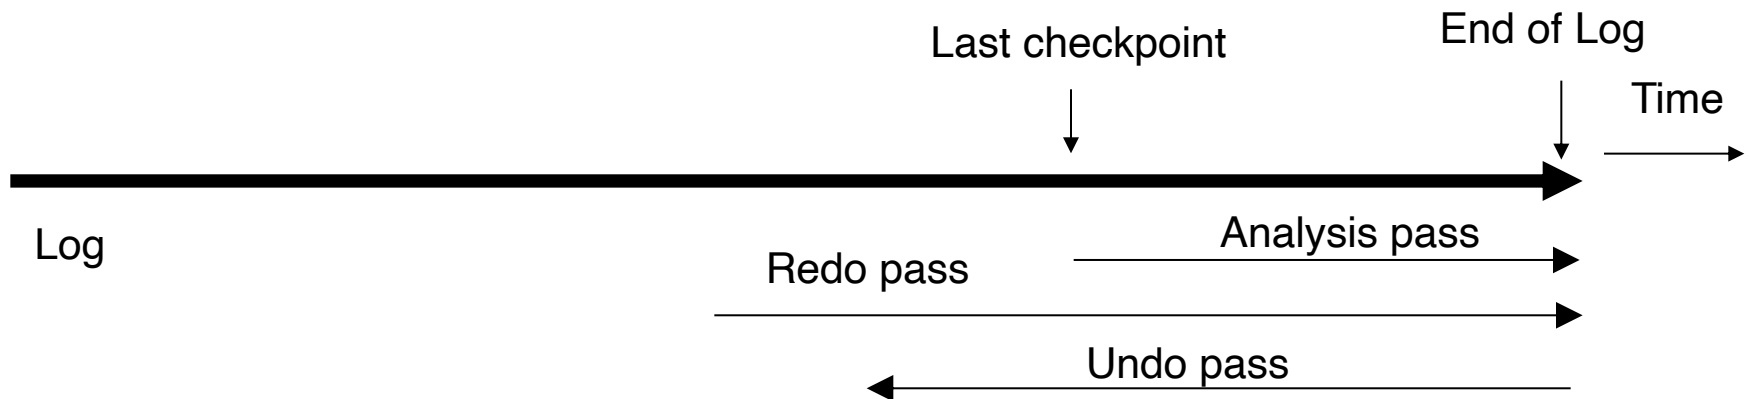 Last checkpoint
End of Log
Time
Log
Analysis pass
Redo pass
Undo pass